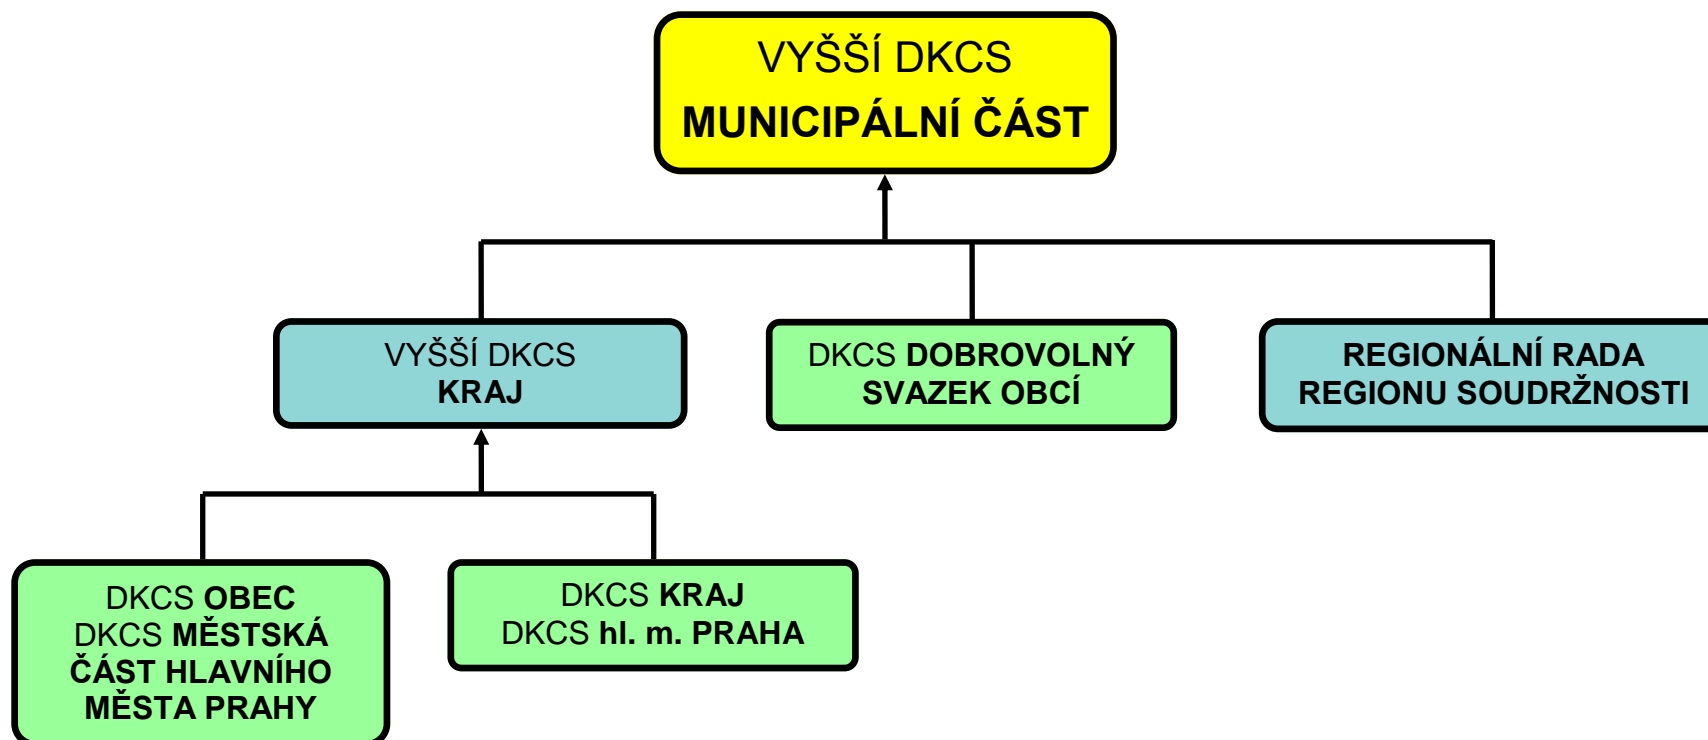 VYŠŠÍ DKCS
MUNICIPÁLNÍ ČÁST
VYŠŠÍ DKCS
KRAJ
DKCS DOBROVOLNÝ
SVAZEK OBCÍ
REGIONÁLNÍ RADA
REGIONU SOUDRŽNOSTI
DKCS OBEC
DKCS MĚSTSKÁ
ČÁST HLAVNÍHO
MĚSTA PRAHY
DKCS KRAJ
DKCS hl. m. PRAHA